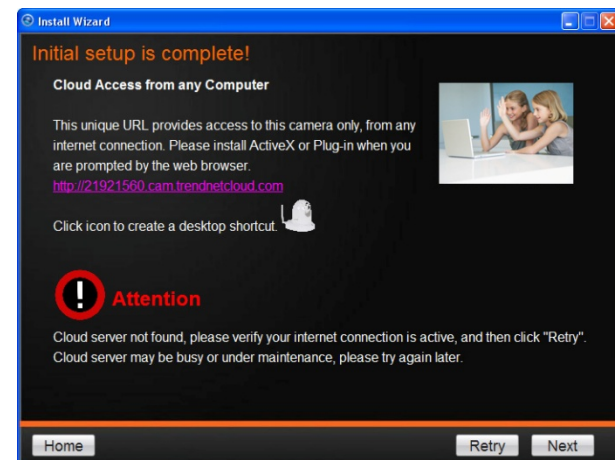 Install Wizard
Initial setup is complete!
Cloud Access from any Computer
This unique URL provides access to this camera only, from any
internet connection. Please install ActiveX or Plug-in when you
are prompted by the web browser.
http://21921560.cam.trendnetcloud.com
Click icon to create a desktop shortcut.
Attention
Cloud server not found, please verify your internet connection is active, and then click "Retry".
Cloud server may be busy or under maintenance, please try again later.
Home
Retry
Next